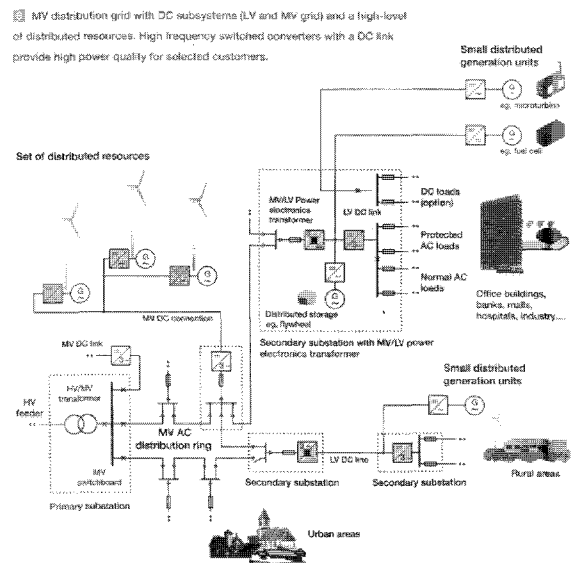 MV distribution grid with DC subsystems (LV and MV grid) and a high-level
of distributed resources. High frequency switched converters with a DC link
provide high power quality for selected customers.
Small distributed
generation units
G
eg. microturbine
G
eg. fuel cell
Set of distributed resources
MV/LV Power
electronics
transformer
LV DC link
DC loads
(option)
Protected
AC loads
Normal AC
loads
G
G
G
Distributed storage
eg. flywheel
G
Office buildings,
banks, malls,
hospitals, industry....
MV DC connection
Secondary substation with MV/LV power
electronics transformer
MV DC link
Small distributed
generation units
G
HV
feeder
HV/MV
transformer
MV AC
distribution ring
MV
switchboard
LV DC line
Rural areas
Secondary substation
Secondary substation
Primary substation
Urban areas